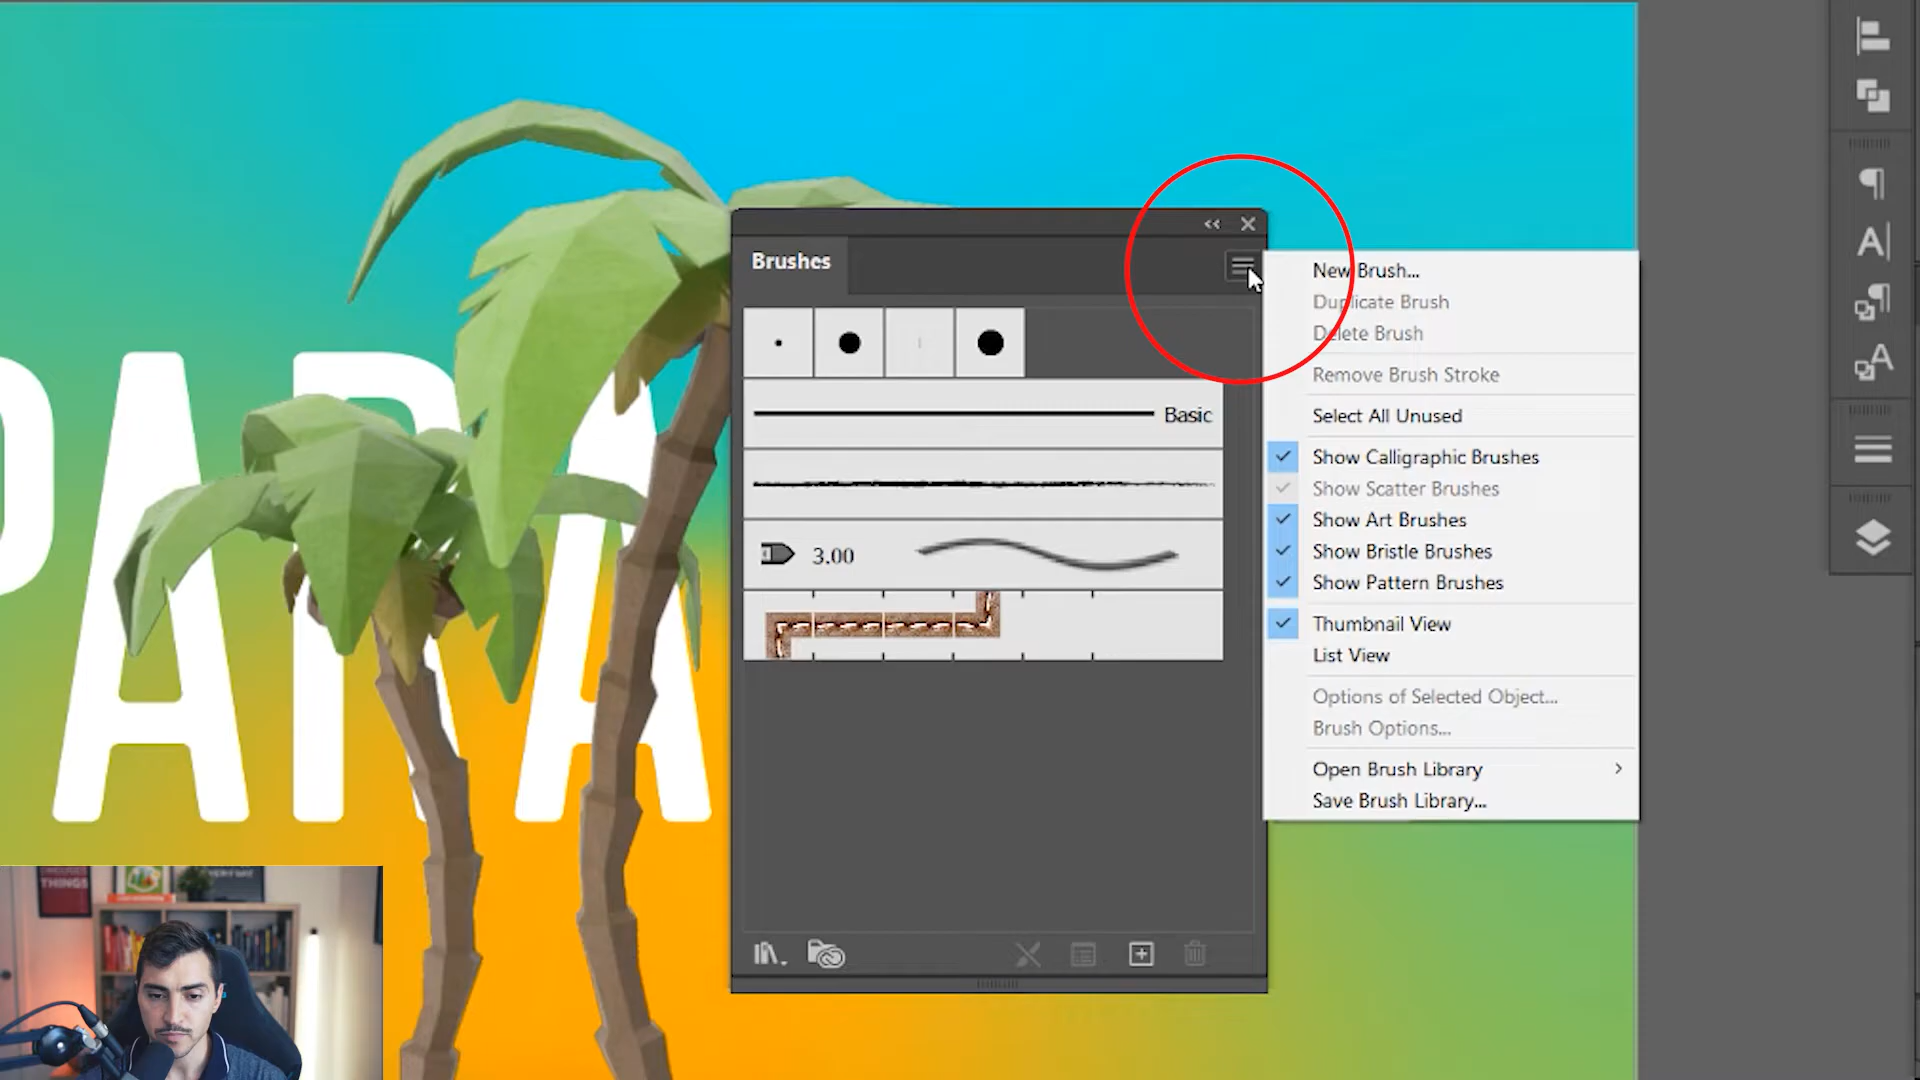 Brushes
Basic
3.00
New Brush...
Duplicate Brush
Delete Brush
Remove Brush Stroke
Select All Unused
Show Calligraphic Brushes
Show Scatter Brushes
Show Art Brushes
Show Bristle Brushes
Show Pattern Brushes
Thumbnail View
List View
Options of Selected Object...
Brush Options...
Open Brush Library
Save Brush Library...
PARA
THINGS